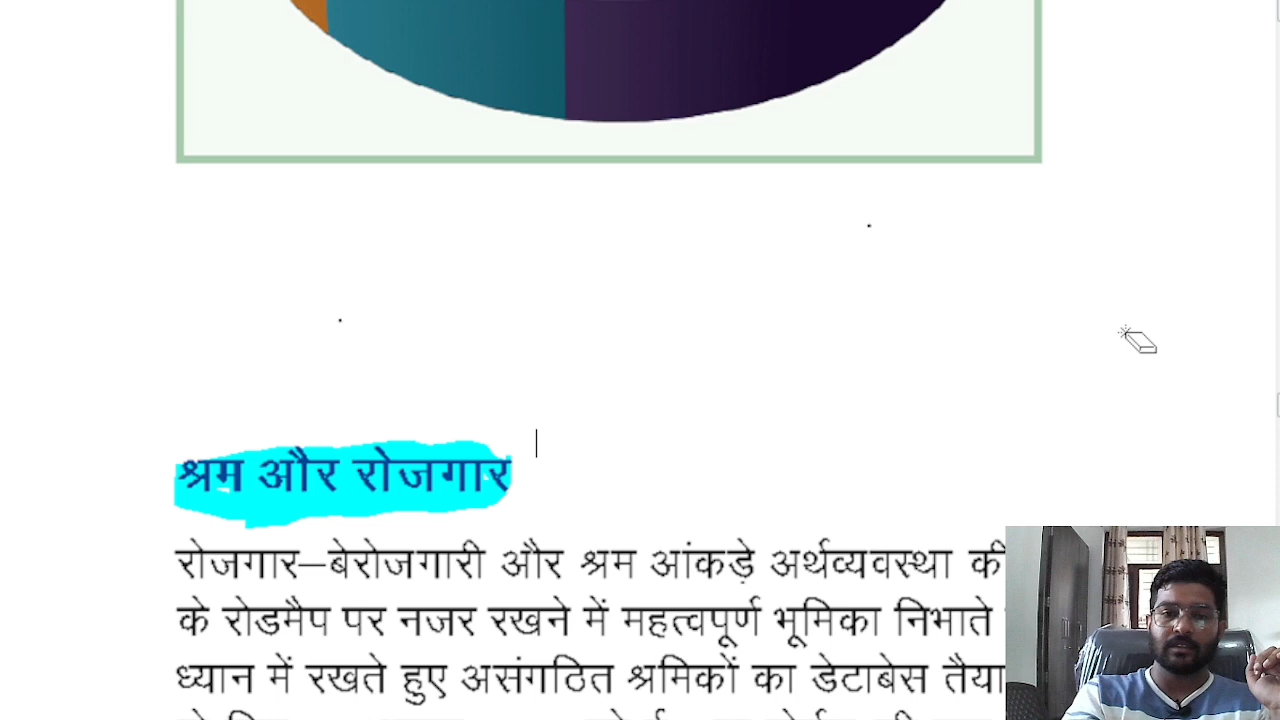 श्रम और रोजगार
रोजगार–बेरोजगारी और श्रम आंकड़े अर्थव्यवस्था की
के रोडमैप पर नजर रखने में महत्वपूर्ण भूमिका निभाते
ध्यान में रखते हुए असंगठित श्रमिकों का डेटाबेस